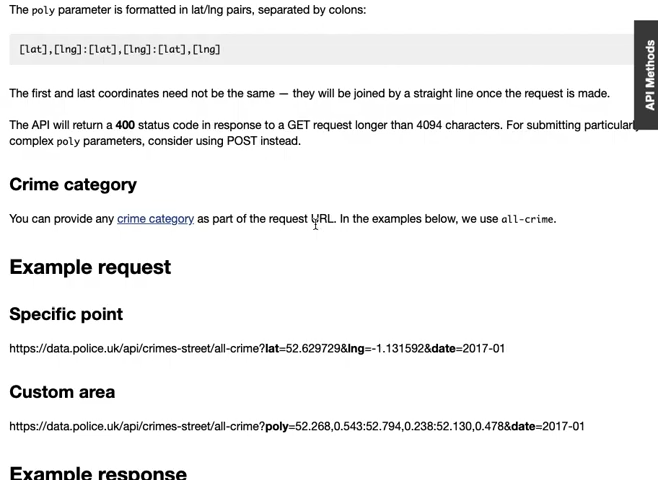 The poly parameter is formatted in lat/lng pairs, separated by colons:
[lat],[lng]:[lat],[lng]:[lat],[lng]
The first and last coordinates need not be the same — they will be joined by a straight line once the request is made.
The API will return a 400 status code in response to a GET request longer than 4094 characters. For submitting particularly
complex poly parameters, consider using POST instead.
Crime category
You can provide any crime category as part of the request URL. In the examples below, we use all-crime.
Example request
Specific point
https://data.police.uk/api/crimes-street/all-crime?lat=52.629729&lng=-1.131592&date=2017-01
Custom area
https://data.police.uk/api/crimes-street/all-crime?poly=52.268,0.543:52.794,0.238:52.130,0.478&date=2017-01
Example response
API Methods